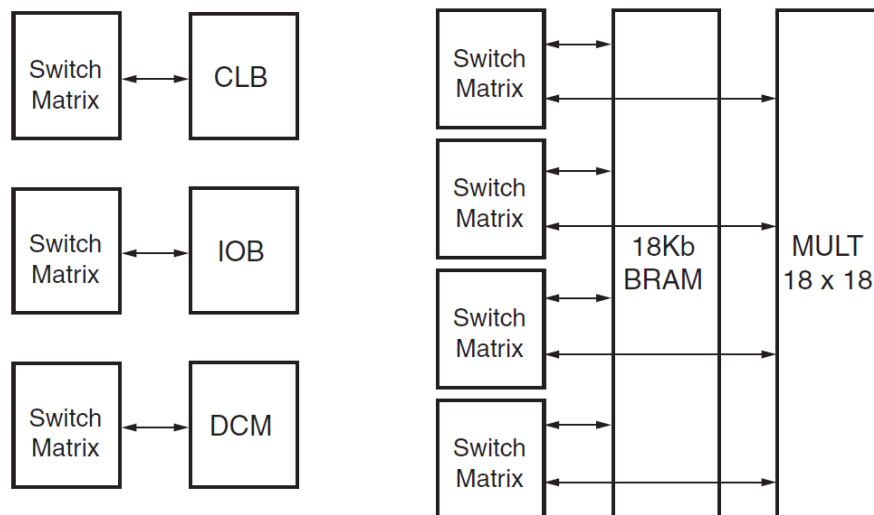 Switch
Matrix
CLB
Switch
Matrix
IOB
Switch
Matrix
DCM
Switch
Matrix
Switch
Matrix
Switch
Matrix
Switch
Matrix
18Kb
BRAM
MULT
18 x 18